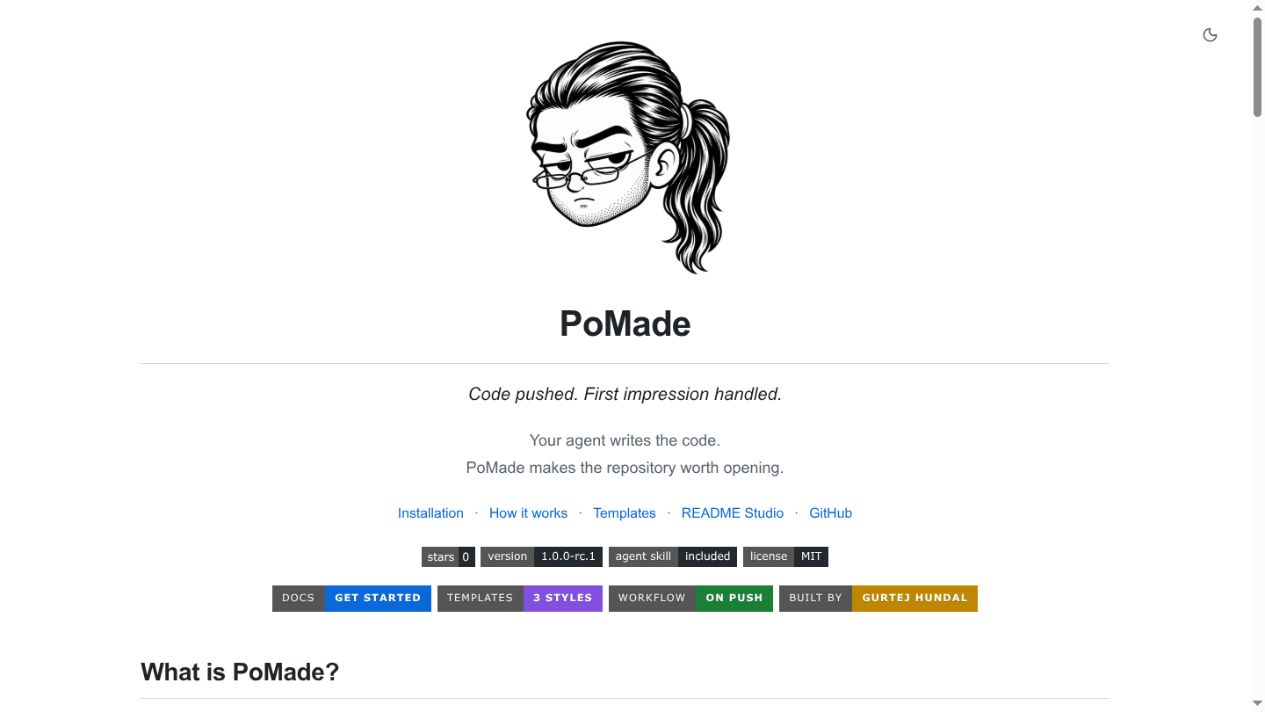 PoMade
Code pushed. First impression handled.
Your agent writes the code.
PoMade makes the repository worth opening.
Installation · How it works · Templates · README Studio · GitHub
stars 0 version 1.0.0-rc.1 agent skill included license MIT
DOCS GET STARTED TEMPLATES 3 STYLES WORKFLOW ON PUSH BUILT BY GURTEJ HUNDAL
What is PoMade?